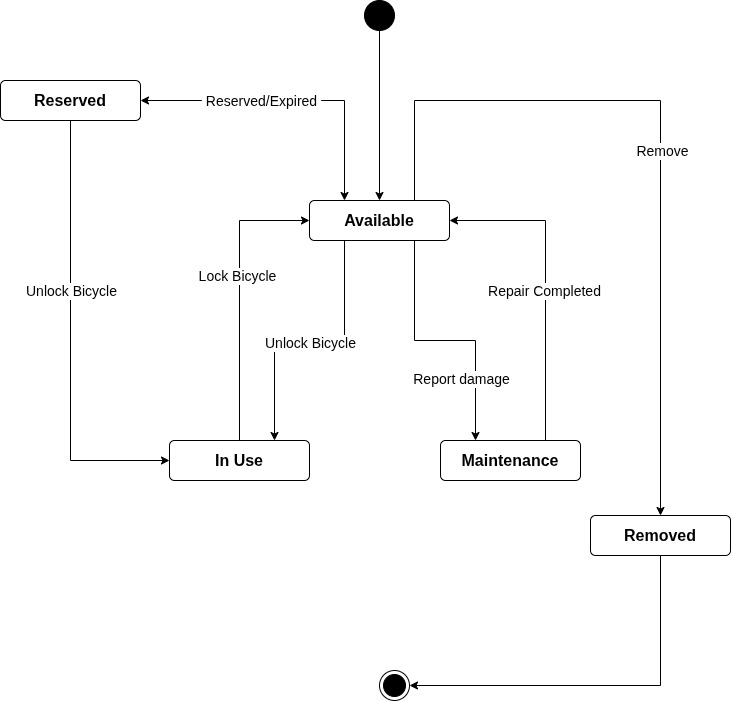 Reserved
Reserved/Expired
Remove
Available
Lock Bicycle
Unlock Bicycle
Repair Completed
Unlock Bicycle
Report damage
In Use
Maintenance
Removed